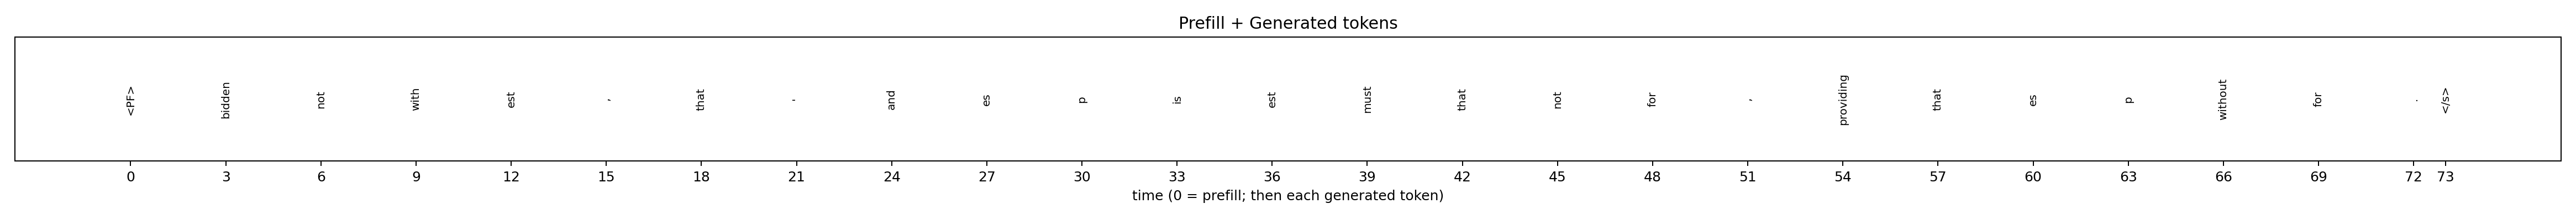 Prefill + Generated tokens
<PF> bidden not with est , that . and es p is est must that not for , providing that es p without for . </s>
0 3 6 9 12 15 18 21 24 27 30 33 36 39 42 45 48 51 54 57 60 63 66 69 72 73
time (0 = prefill; then each generated token)